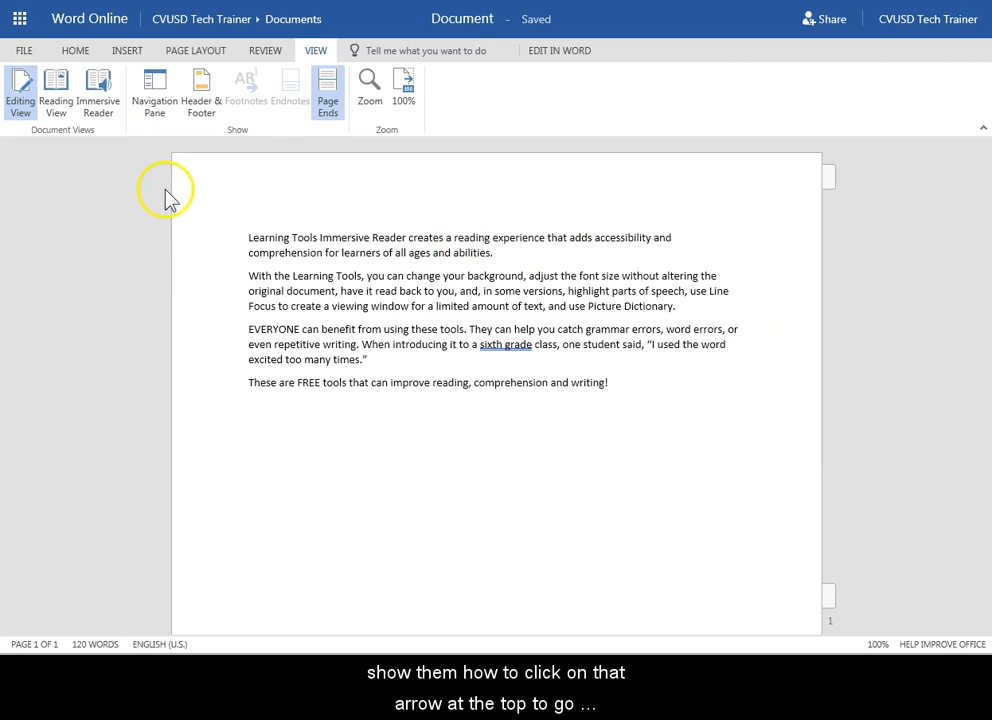 Word Online CVUSD Tech Trainer Documents Document - Saved Share CVUSD Tech Trainer
FILE HOME INSERT PAGE LAYOUT REVIEW VIEW Tell me what you want to do EDIT IN WORD
Editing View Reading View Immersive Reader Navigation Pane Header & Footer Footnotes Endnotes Page Ends Zoom 100%
Document Views Show Zoom
Learning Tools Immersive Reader creates a reading experience that adds accessibility and
comprehension for learners of all ages and abilities.
With the Learning Tools, you can change your background, adjust the font size without altering the
original document, have it read back to you, and, in some versions, highlight parts of speech, use Line
Focus to create a viewing window for a limited amount of text, and use Picture Dictionary.
EVERYONE can benefit from using these tools. They can help you catch grammar errors, word errors, or
even repetitive writing. When introducing it to a sixth grade class, one student said, “I used the word
excited too many times.”
These are FREE tools that can improve reading, comprehension and writing!
1
PAGE 1 OF 1 120 WORDS ENGLISH (U.S.) 100% HELP IMPROVE OFFICE
show them how to click on that
arrow at the top to go ...